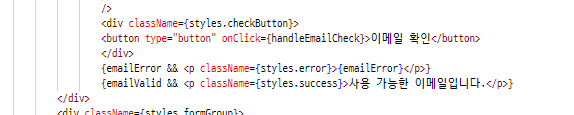 />
<div className={styles.checkButton}>
<button type="button" onClick={handleEmailCheck}>이메일 확인</button>
</div>
{emailError && <p className={styles.error}>{emailError}</p>}
{emailValid && <p className={styles.success}>사용 가능한 이메일입니다.</p>}
</div>
<div className={styles.formGroup}>